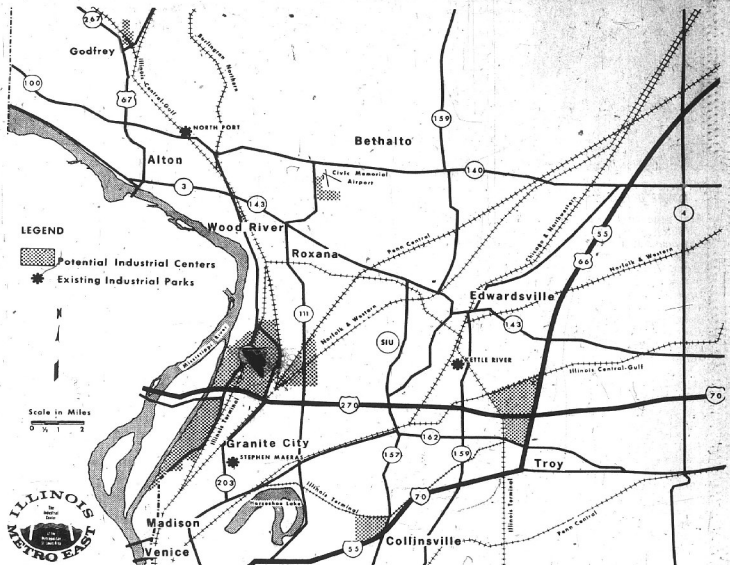 267
Godfrey
Burlington Northern
Illinois Central-Gulf
100
67
NORTH PORT
159
Bethalto
Alton
140
Civic Memorial
Airport
3
143
4
LEGEND
Wood River
Penn Central
Chicago & Northwestern
55
Potential Industrial Centers
Roxana
66
Norfolk & Western
Existing Industrial Parks
Edwardsville
111
Norfolk & Western
143
Mississippi River
SIU
KETTLE RIVER
Illinois Central-Gulf
Scale in Miles
0 ½ 1 2
270
70
Illinois Terminal
Granite City
162
STEPHEN MAERAS
157
159
Troy
203
70
Illinois Terminal
Horseshoe Lake
Illinois Terminal
ILLINOIS
METRO EAST
Madison
Penn Central
Venice
55
Collinsville